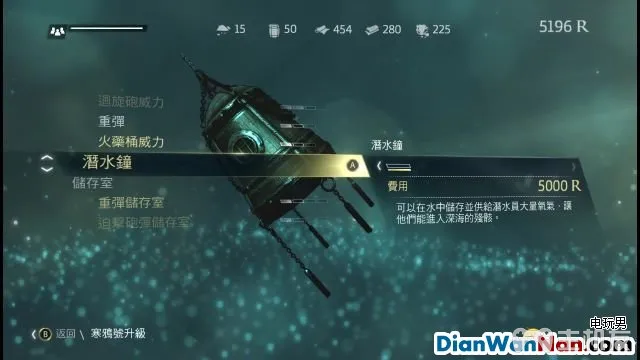 15 50 454 280 225 5196 R
迴旋砲威力
重彈
火藥桶威力
潛水鐘
A
儲存室
重彈儲存室
迫擊砲彈儲存室
潛水鐘
費用 5000 R
可以在水中儲存並供給潛水員大量氧氣，讓
他們能進入深海的殘骸。
B 返回 \ 寒鴉號升級
电玩男
DianWanNan.com